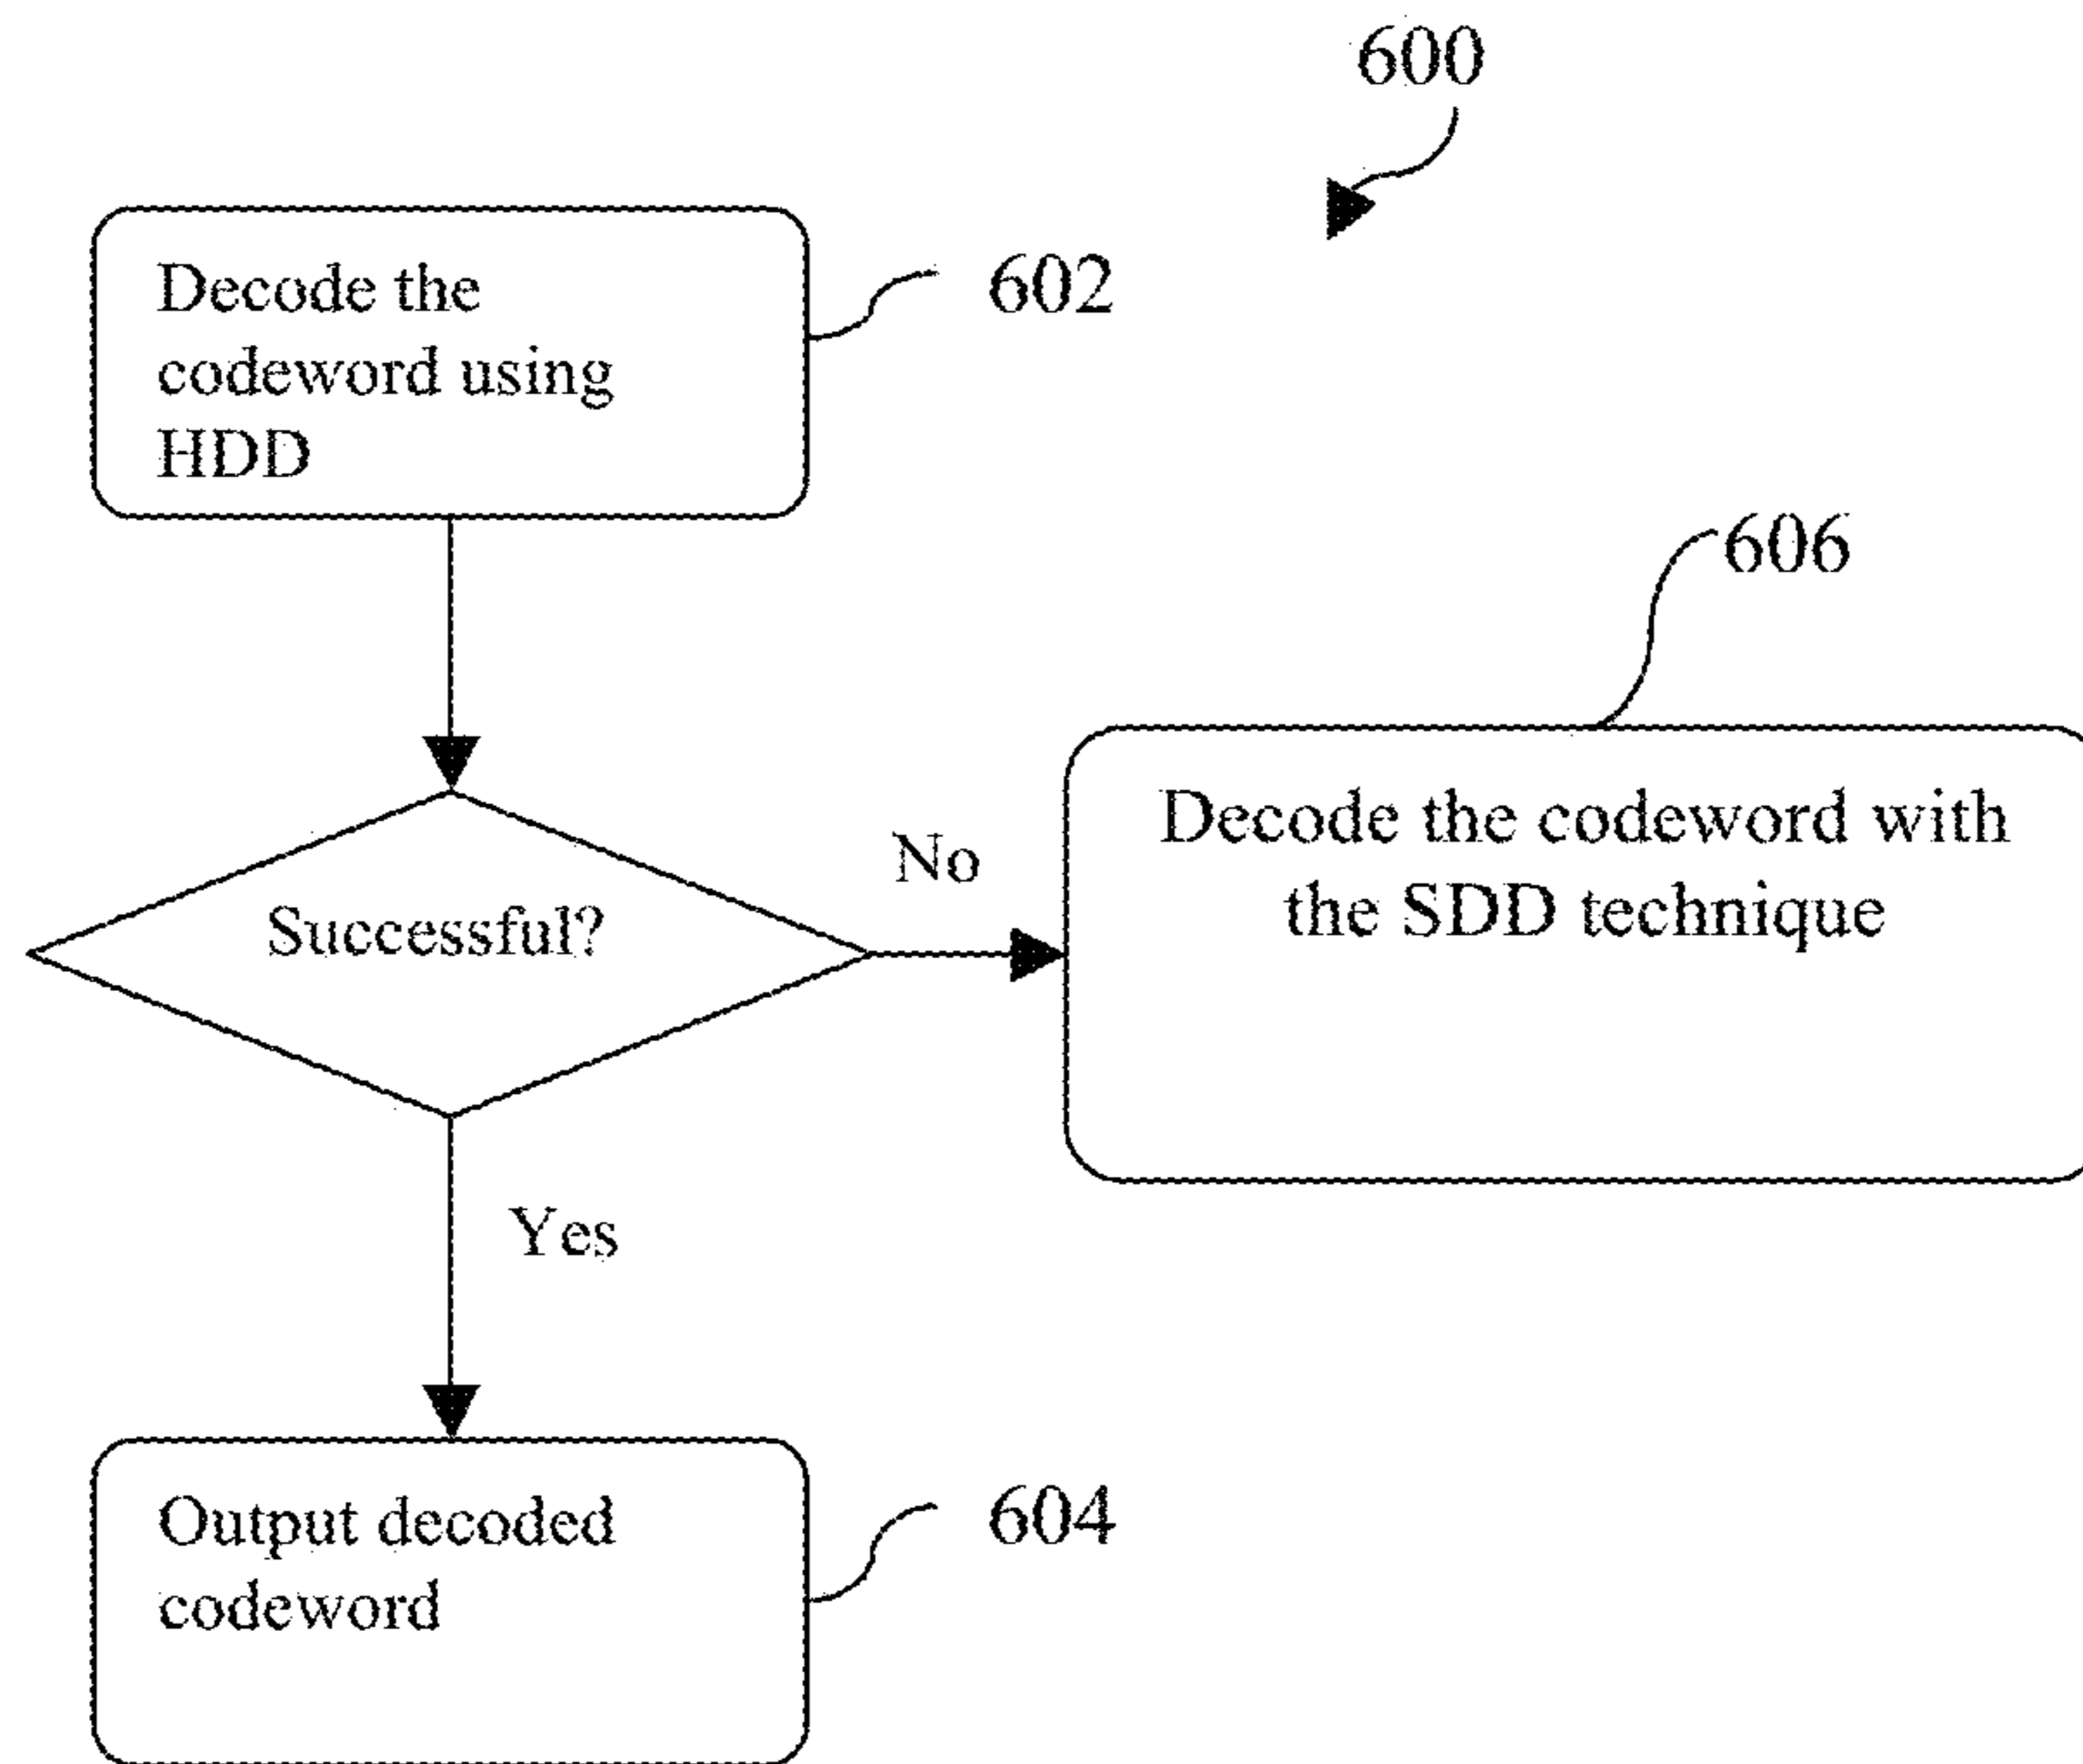 600
Decode the
codeword using
HDD
602
606
Decode the codeword with
the SDD technique
No
Successful?
Yes
Output decoded
codeword
604